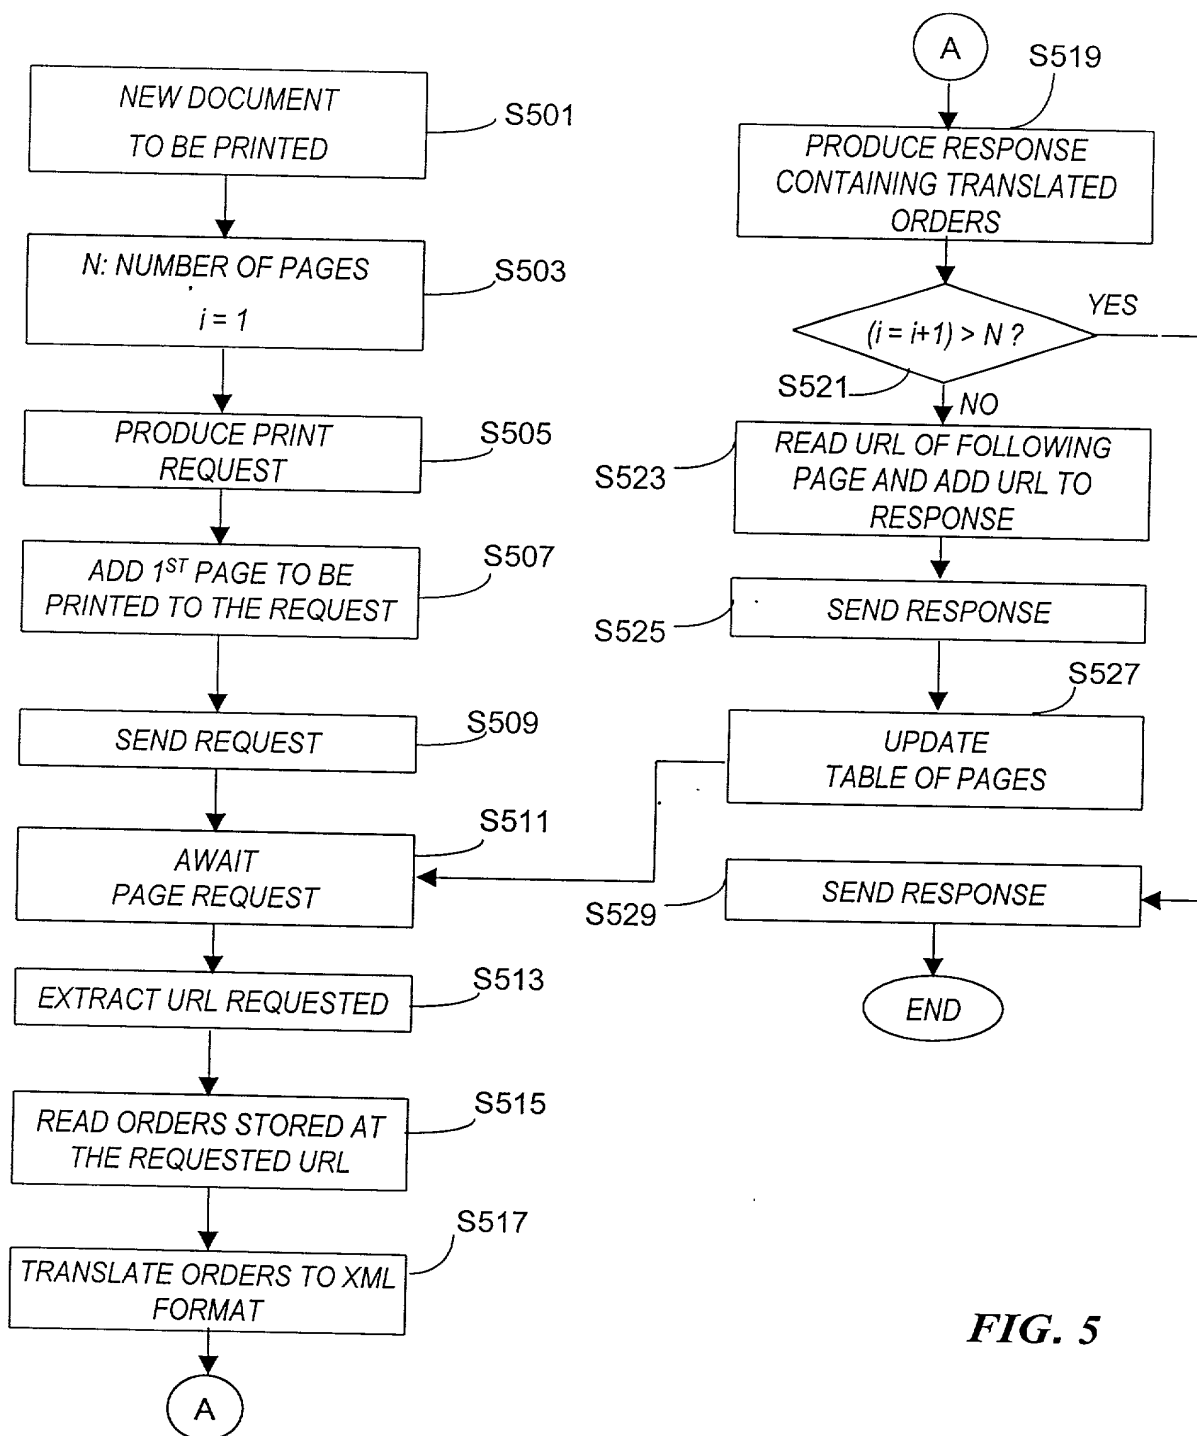 NEW DOCUMENT
TO BE PRINTED
S501
N: NUMBER OF PAGES
i = 1
S503
PRODUCE PRINT
REQUEST
S505
ADD 1ST PAGE TO BE
PRINTED TO THE REQUEST
S507
SEND REQUEST
S509
AWAIT
PAGE REQUEST
S511
EXTRACT URL REQUESTED
S513
READ ORDERS STORED AT
THE REQUESTED URL
S515
TRANSLATE ORDERS TO XML
FORMAT
S517
A
A
S519
PRODUCE RESPONSE
CONTAINING TRANSLATED
ORDERS
(i = i+1) > N ?
YES
S521
NO
READ URL OF FOLLOWING
PAGE AND ADD URL TO
RESPONSE
S523
SEND RESPONSE
S525
S527
UPDATE
TABLE OF PAGES
SEND RESPONSE
S529
END
FIG. 5